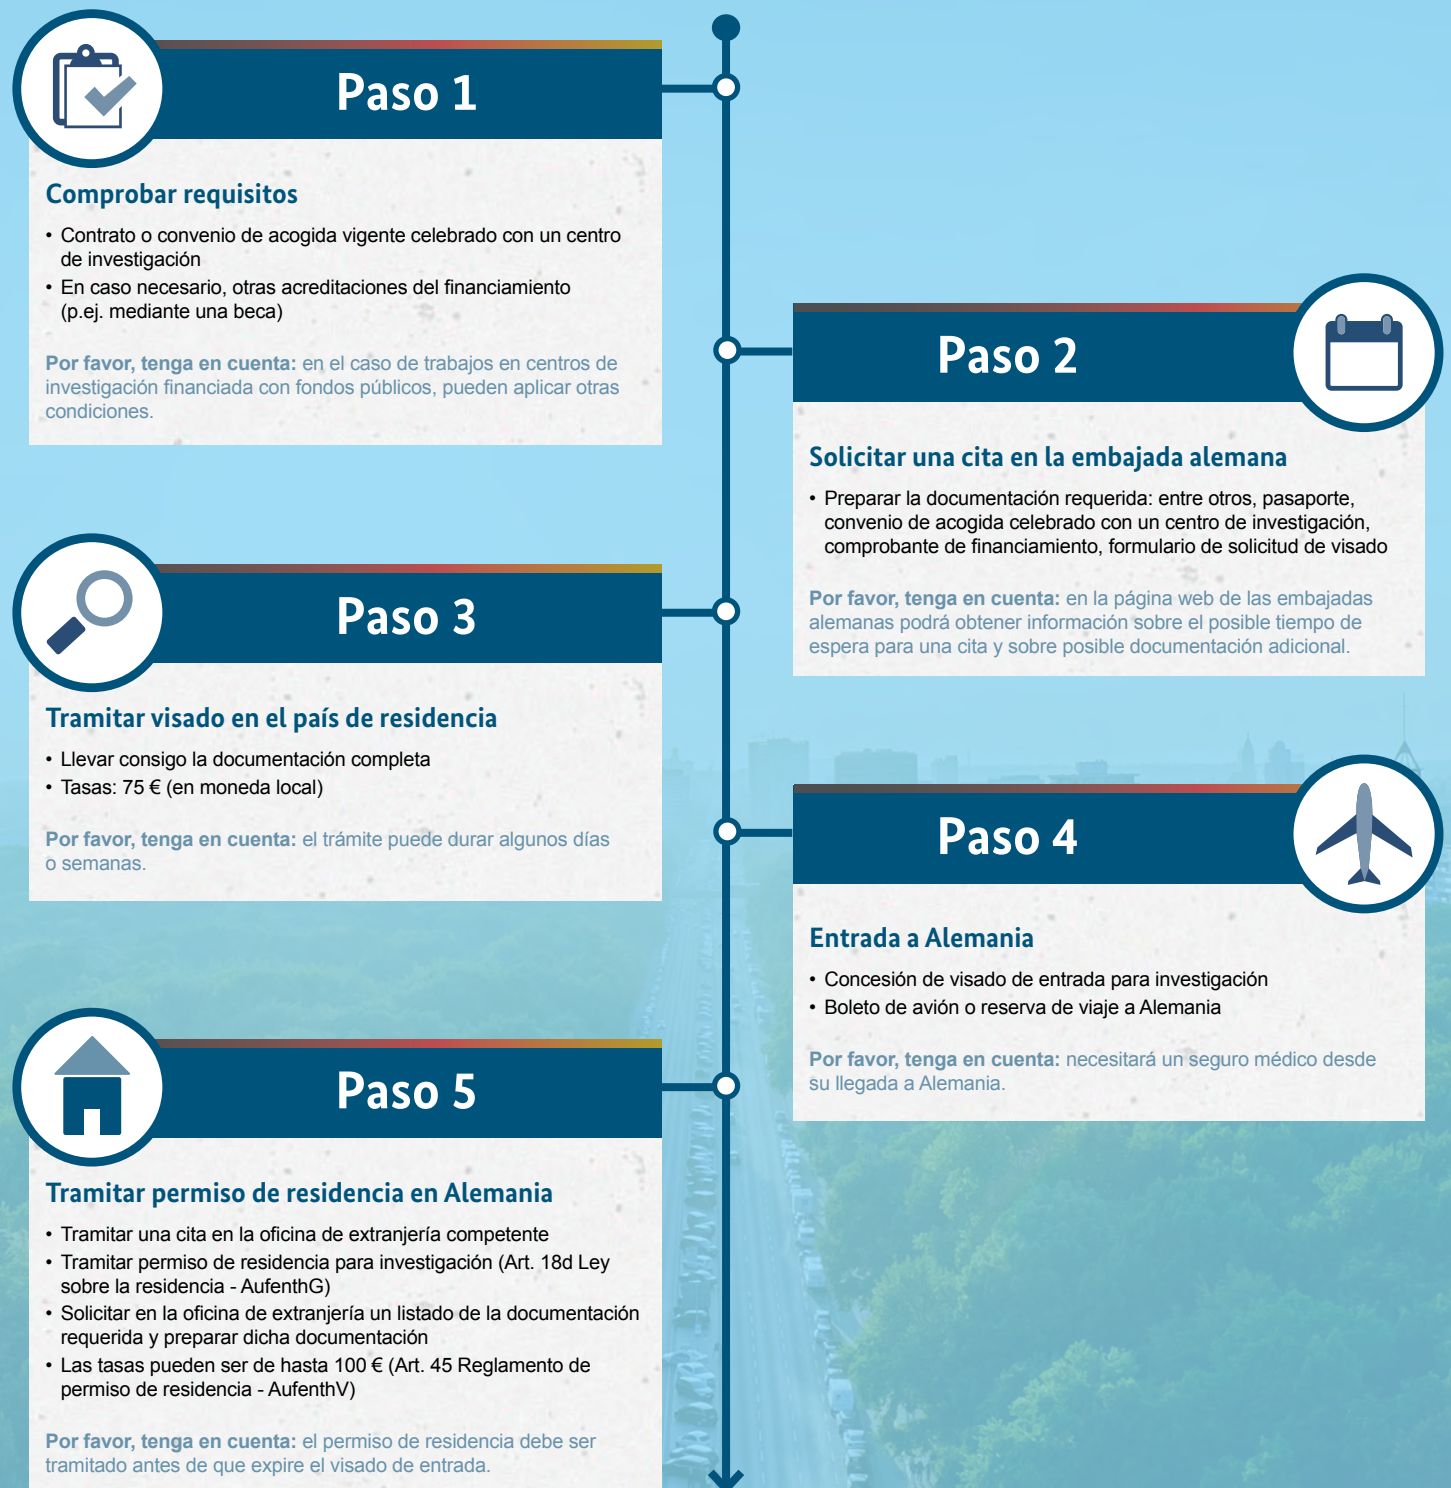 Paso 1
Comprobar requisitos
• Contrato o convenio de acogida vigente celebrado con un centro
de investigación
• En caso necesario, otras acreditaciones del financiamiento
(p.ej. mediante una beca)
Por favor, tenga en cuenta: en el caso de trabajos en centros de
investigación financiada con fondos públicos, pueden aplicar otras
condiciones.
Paso 2
Solicitar una cita en la embajada alemana
• Preparar la documentación requerida: entre otros, pasaporte,
convenio de acogida celebrado con un centro de investigación,
comprobante de financiamiento, formulario de solicitud de visado
Por favor, tenga en cuenta: en la página web de las embajadas
alemanas podrá obtener información sobre el posible tiempo de
espera para una cita y sobre posible documentación adicional.
Paso 3
Tramitar visado en el país de residencia
• Llevar consigo la documentación completa
• Tasas: 75 € (en moneda local)
Por favor, tenga en cuenta: el trámite puede durar algunos días
o semanas.
Paso 4
Entrada a Alemania
• Concesión de visado de entrada para investigación
• Boleto de avión o reserva de viaje a Alemania
Por favor, tenga en cuenta: necesitará un seguro médico desde
su llegada a Alemania.
Paso 5
Tramitar permiso de residencia en Alemania
• Tramitar una cita en la oficina de extranjería competente
• Tramitar permiso de residencia para investigación (Art. 18d Ley
sobre la residencia - AufenthG)
• Solicitar en la oficina de extranjería un listado de la documentación
requerida y preparar dicha documentación
• Las tasas pueden ser de hasta 100 € (Art. 45 Reglamento de
permiso de residencia - AufenthV)
Por favor, tenga en cuenta: el permiso de residencia debe ser
tramitado antes de que expire el visado de entrada.